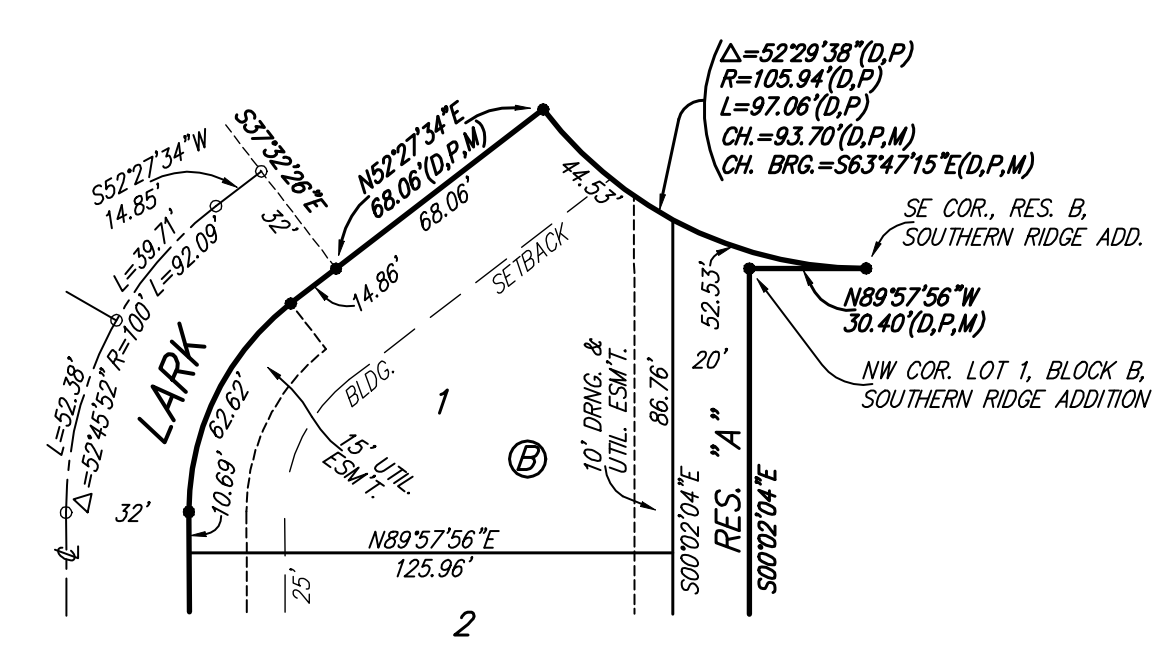 △=52°29'38"(D,P)
R=105.94'(D,P)
L=97.06'(D,P)
CH.=93.70'(D,P,M)
CH. BRG.=S63°47'15"E(D,P,M)
S37°32'26"E
S52°27'34"W
14.85'
N52°27'34"E
68.06'(D,P,M)
68.06'
44.53'
32'
L=39.71'
L=92.09'
SE COR., RES. B,
SOUTHERN RIDGE ADD.
SETBACK
BLDG.
14.86'
52.53'
N89°57'56"W
30.40'(D,P,M)
LARK
R=100'
△=52°45'52"
L=52.38'
62.62'
10.69'
15' UTIL.
ESM'T.
1
B
10' DRNG. &
UTIL. ESM'T.
86.76'
20'
NW COR. LOT 1, BLOCK B,
SOUTHERN RIDGE ADDITION
RES. "A"
S00°02'04"E
S00°02'04"E
32'
℄
N89°57'56"E
125.96'
25'
2